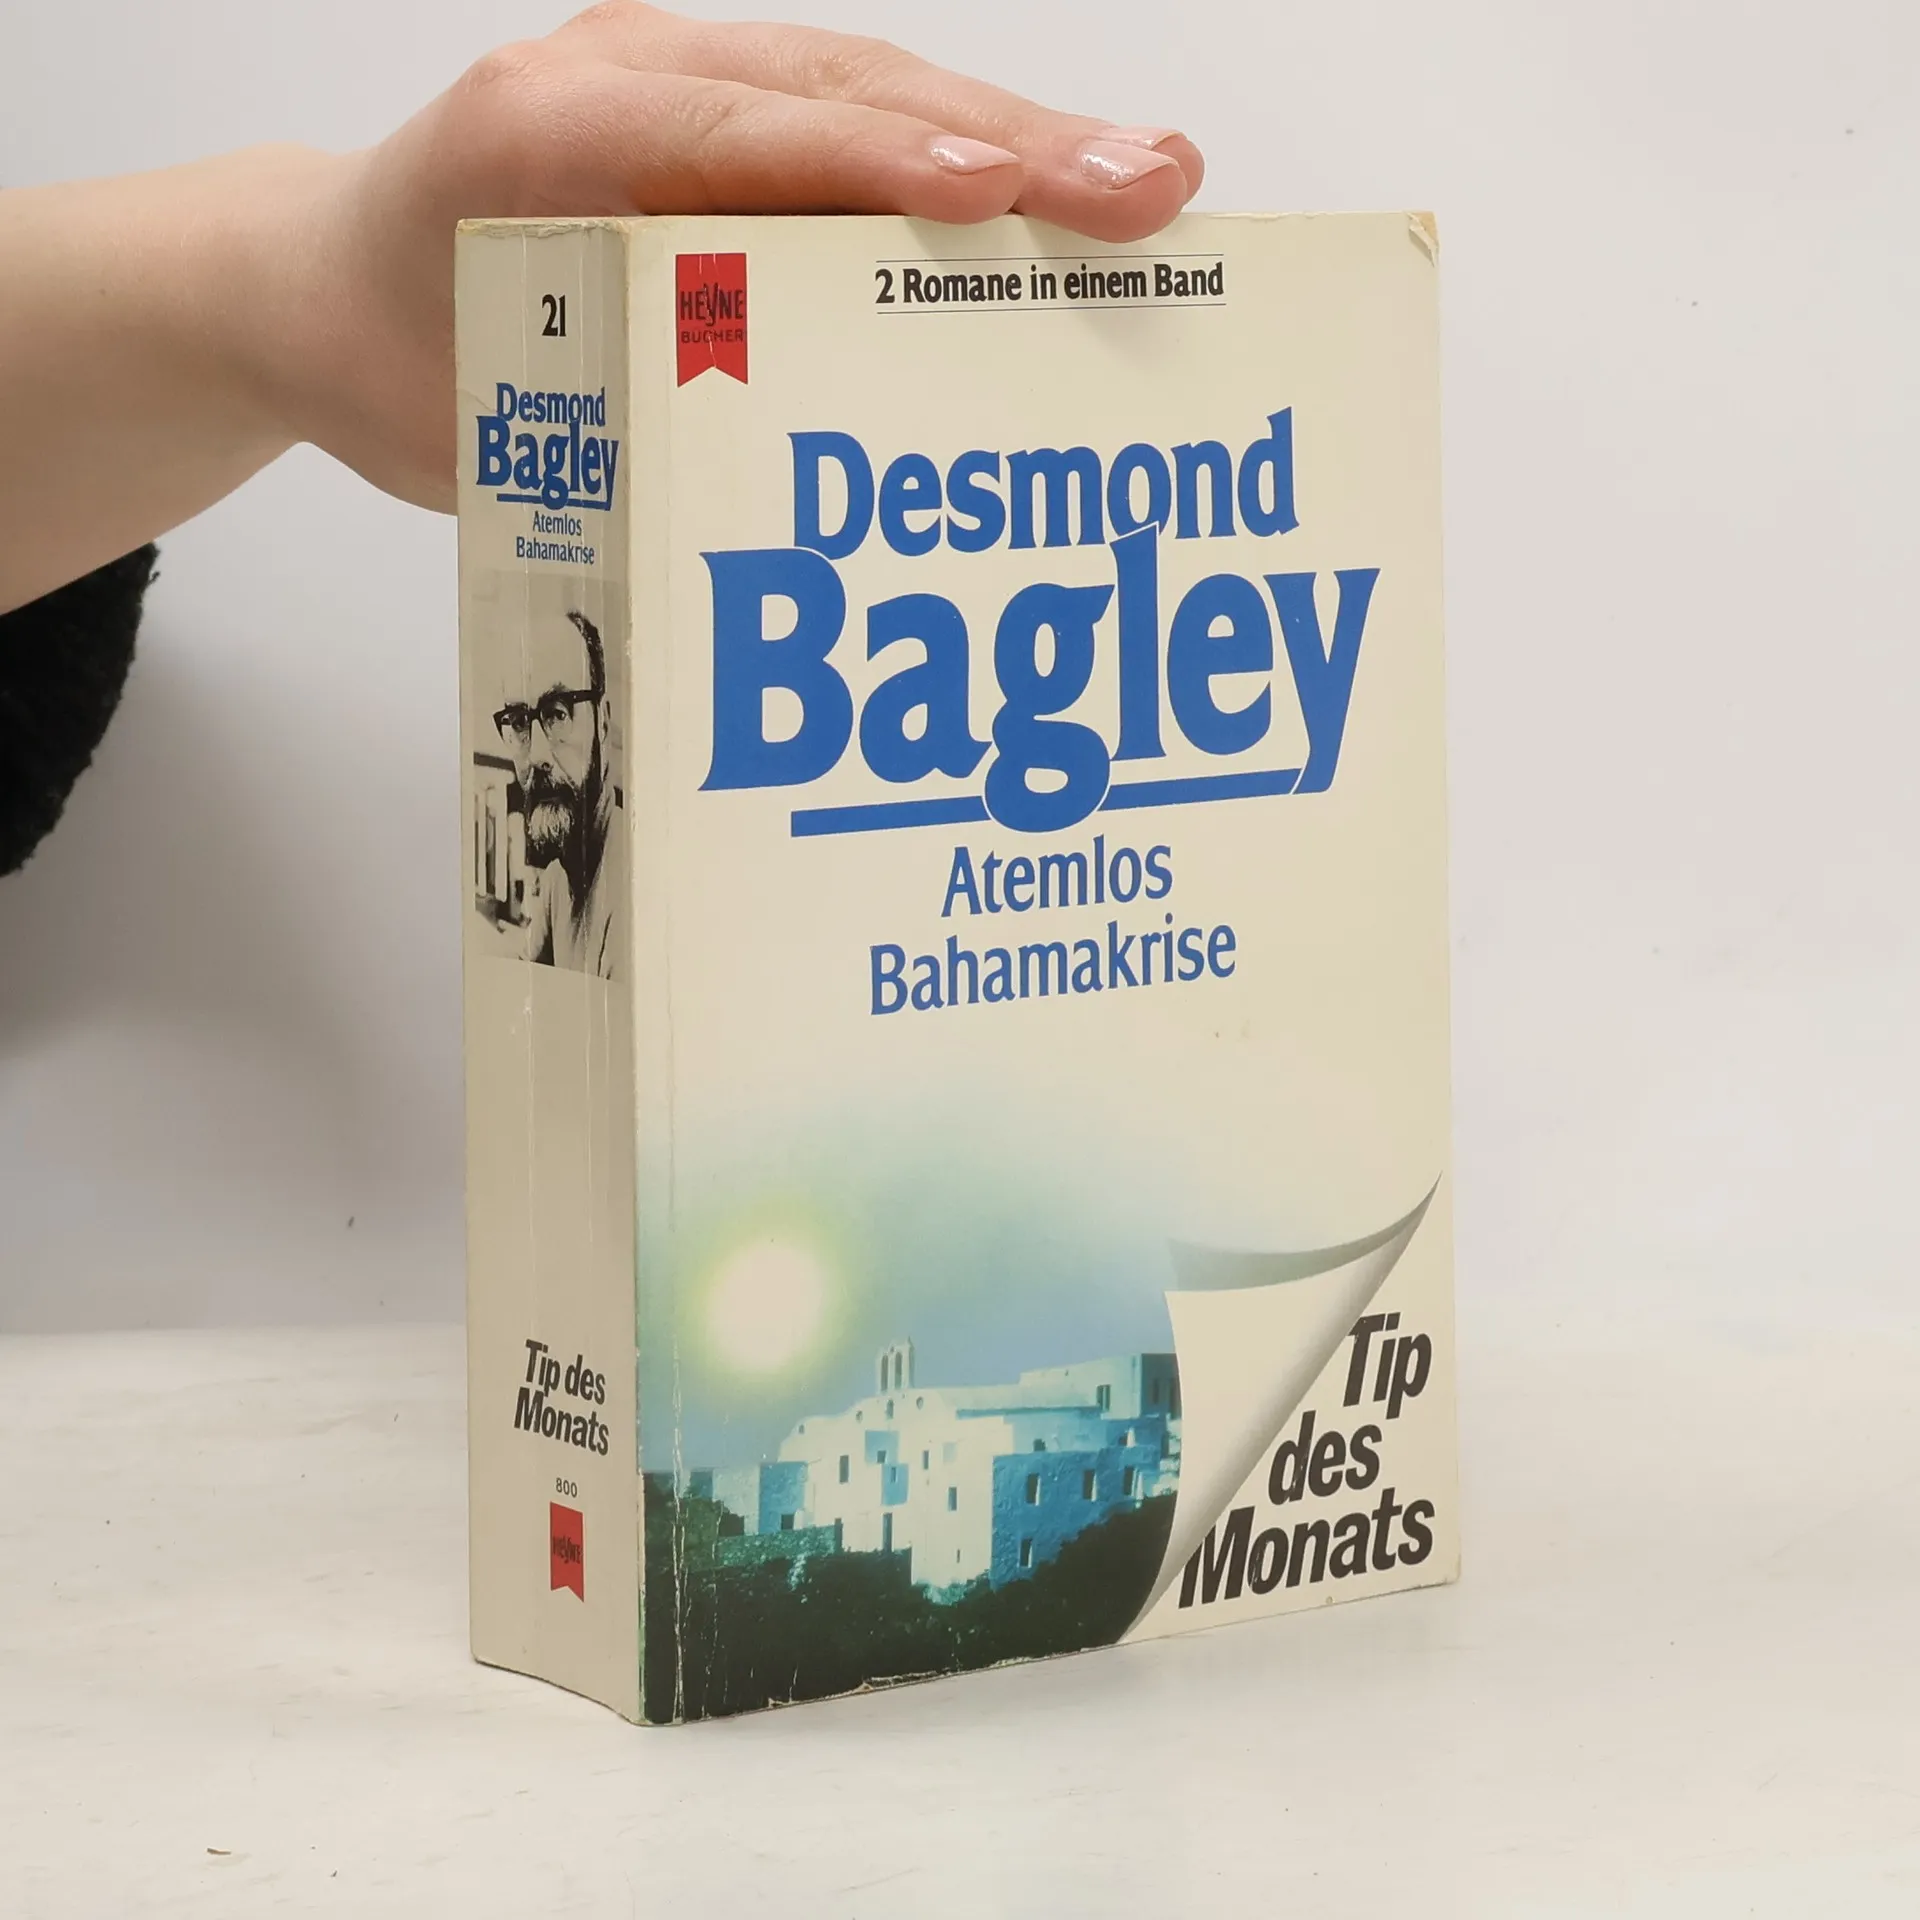 21
Desmond
Bagley
Atemlos
Bahamakrise
Tip des
Monats
800
HEYNE
HEYNE
BÜCHER
2 Romane in einem Band
Desmond
Bagley
Atemlos
Bahamakrise
Tip
des
Monats